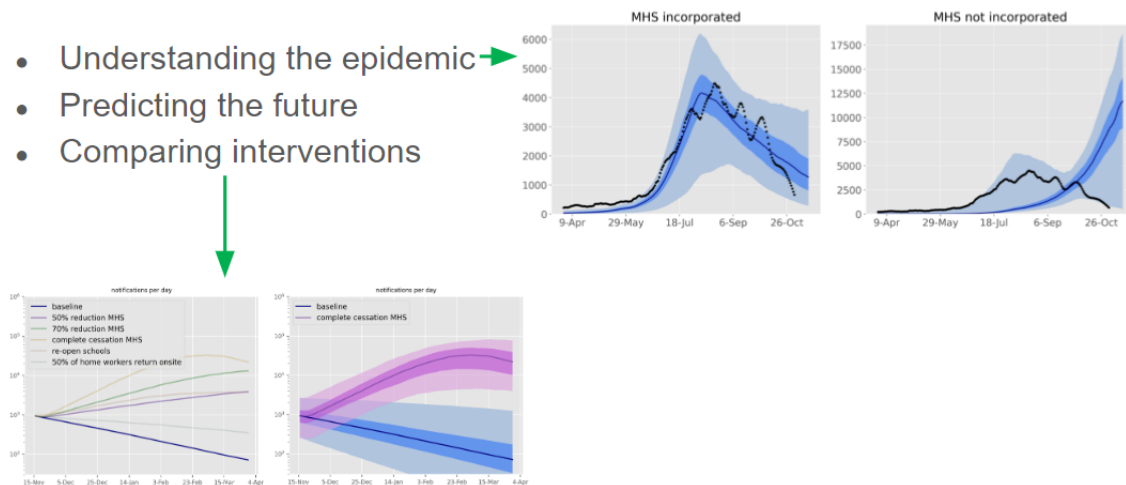 • Understanding the epidemic
• Predicting the future
• Comparing interventions
MHS incorporated
6000
5000
4000
3000
2000
1000
0
9-Apr 29-May 18-Jul 6-Sep 26-Oct
MHS not incorporated
17500
15000
12500
10000
7500
5000
2500
0
9-Apr 29-May 18-Jul 6-Sep 26-Oct
notifications per day
baseline
50% reduction MHS
70% reduction MHS
complete cessation MHS
re-open schools
50% of home workers return onsite
15-Nov 5-Dec 25-Dec 14-Jan 3-Feb 23-Feb 15-Mar 4-Apr
notifications per day
baseline
complete cessation MHS
15-Nov 5-Dec 25-Dec 14-Jan 3-Feb 23-Feb 15-Mar 4-Apr